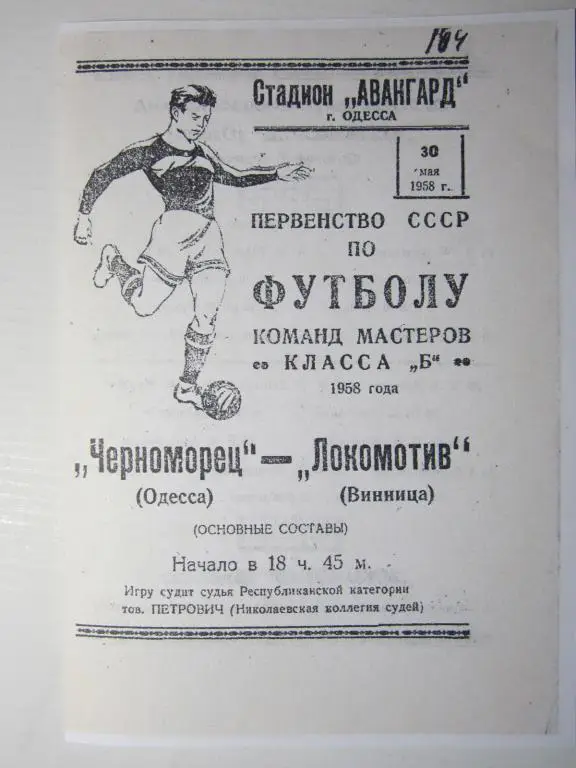 184
Стадион „АВАНГАРД“
г. ОДЕССА
30
мая
1958 г.
ПЕРВЕНСТВО СССР
ПО
ФУТБОЛУ
КОМАНД МАСТЕРОВ
КЛАССА „Б“
1958 года
„Черноморец“ — „Локомотив“
(Одесса) (Винница)
(ОСНОВНЫЕ СОСТАВЫ)
Начало в 18 ч. 45 м.
Игру судит судья Республиканской категории
тов. ПЕТРОВИЧ (Николаевская коллегия судей)